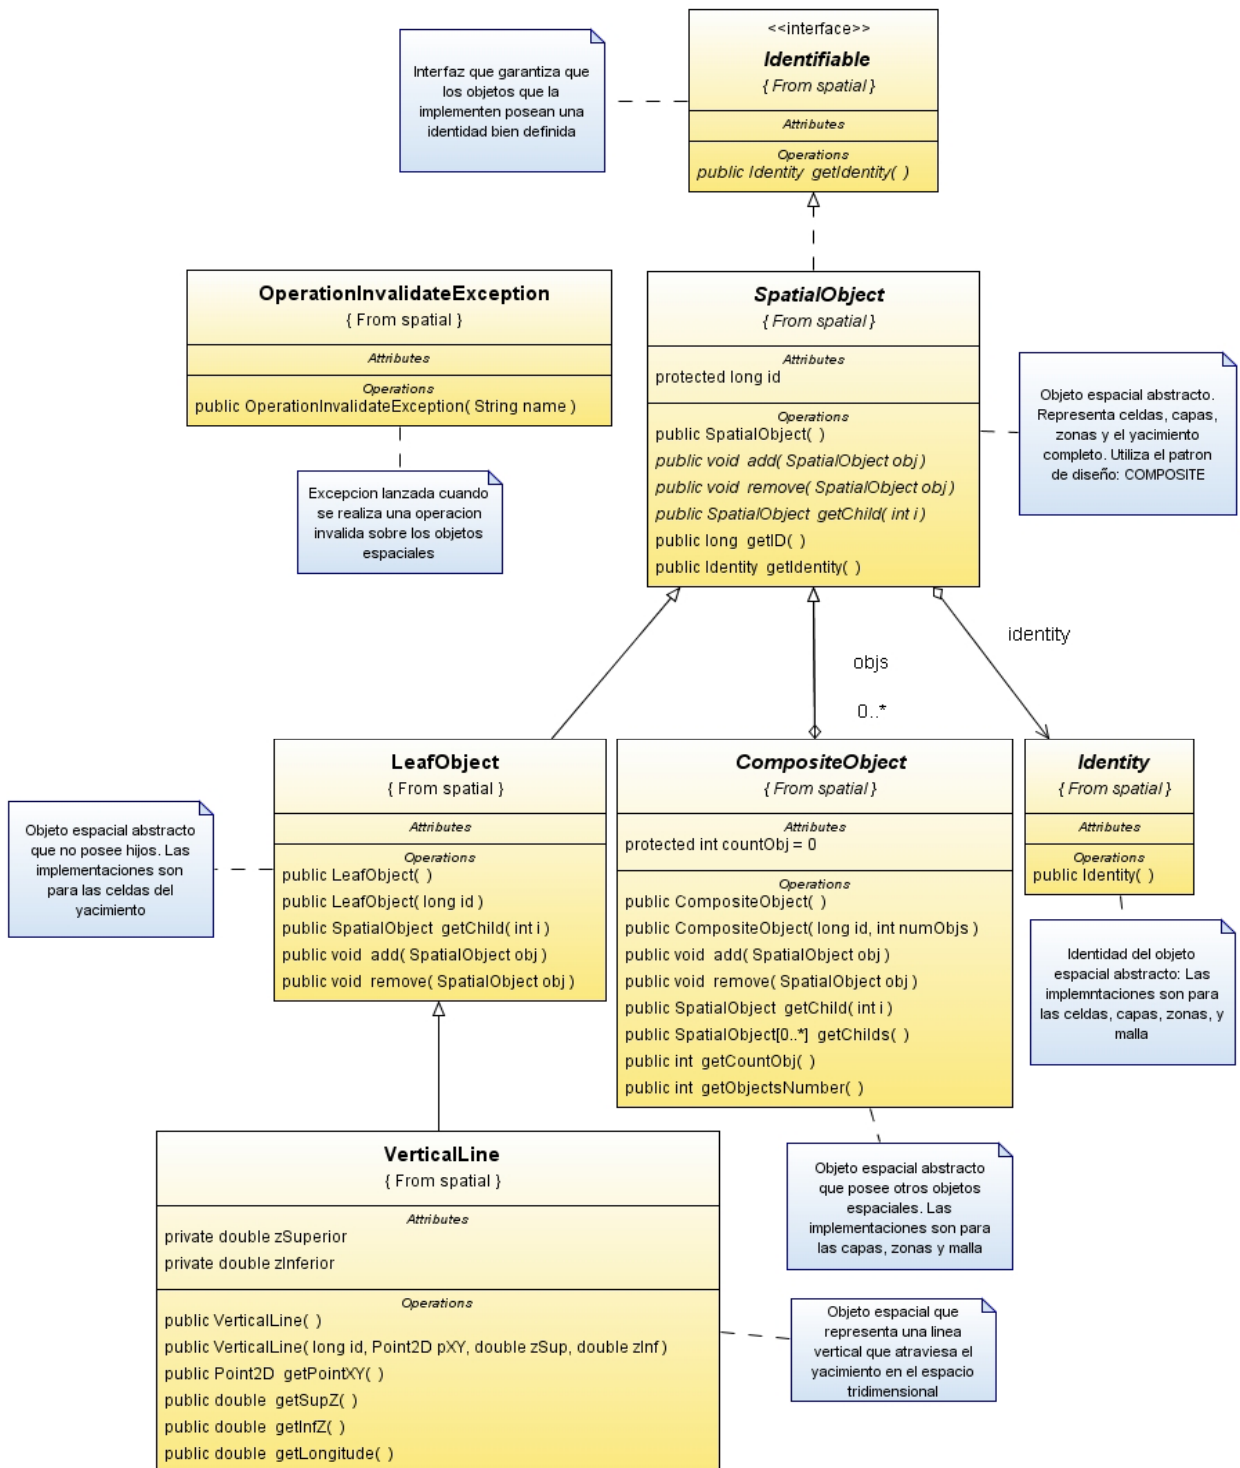 <<interface>>
Identifiable
{ From spatial }
Attributes
Operations
public Identity getIdentity( )
Interfaz que garantiza que
los objetos que la
implementen posean una
identidad bien definida
OperationInvalidateException
{ From spatial }
Attributes
Operations
public OperationInvalidateException( String name )
Excepcion lanzada cuando
se realiza una operacion
invalida sobre los objetos
espaciales
SpatialObject
{ From spatial }
Attributes
protected long id
Operations
public SpatialObject( )
public void add( SpatialObject obj )
public void remove( SpatialObject obj )
public SpatialObject getChild( int i )
public long getID( )
public Identity getIdentity( )
Objeto espacial abstracto.
Representa celdas, capas,
zonas y el yacimiento
completo. Utiliza el patron
de diseño: COMPOSITE
identity
objs
0..*
LeafObject
{ From spatial }
Attributes
Operations
public LeafObject( )
public LeafObject( long id )
public SpatialObject getChild( int i )
public void add( SpatialObject obj )
public void remove( SpatialObject obj )
Objeto espacial abstracto
que no posee hijos. Las
implementaciones son
para las celdas del
yacimiento
CompositeObject
{ From spatial }
Attributes
protected int countObj = 0
Operations
public CompositeObject( )
public CompositeObject( long id, int numObjs )
public void add( SpatialObject obj )
public void remove( SpatialObject obj )
public SpatialObject getChild( int i )
public SpatialObject[0..*] getChilds( )
public int getCountObj( )
public int getObjectsNumber( )
Identity
{ From spatial }
Attributes
Operations
public Identity( )
Identidad del objeto
espacial abstracto: Las
implemntaciones son para
las celdas, capas, zonas, y
malla
Objeto espacial abstracto
que posee otros objetos
espaciales. Las
implementaciones son para
las capas, zonas y malla
VerticalLine
{ From spatial }
Attributes
private double zSuperior
private double zInferior
Operations
public VerticalLine( )
public VerticalLine( long id, Point2D pXY, double zSup, double zInf )
public Point2D getPointXY( )
public double getSupZ( )
public double getInfZ( )
public double getLongitude( )
Objeto espacial que
representa una linea
vertical que atraviesa el
yacimiento en el espacio
tridimensional